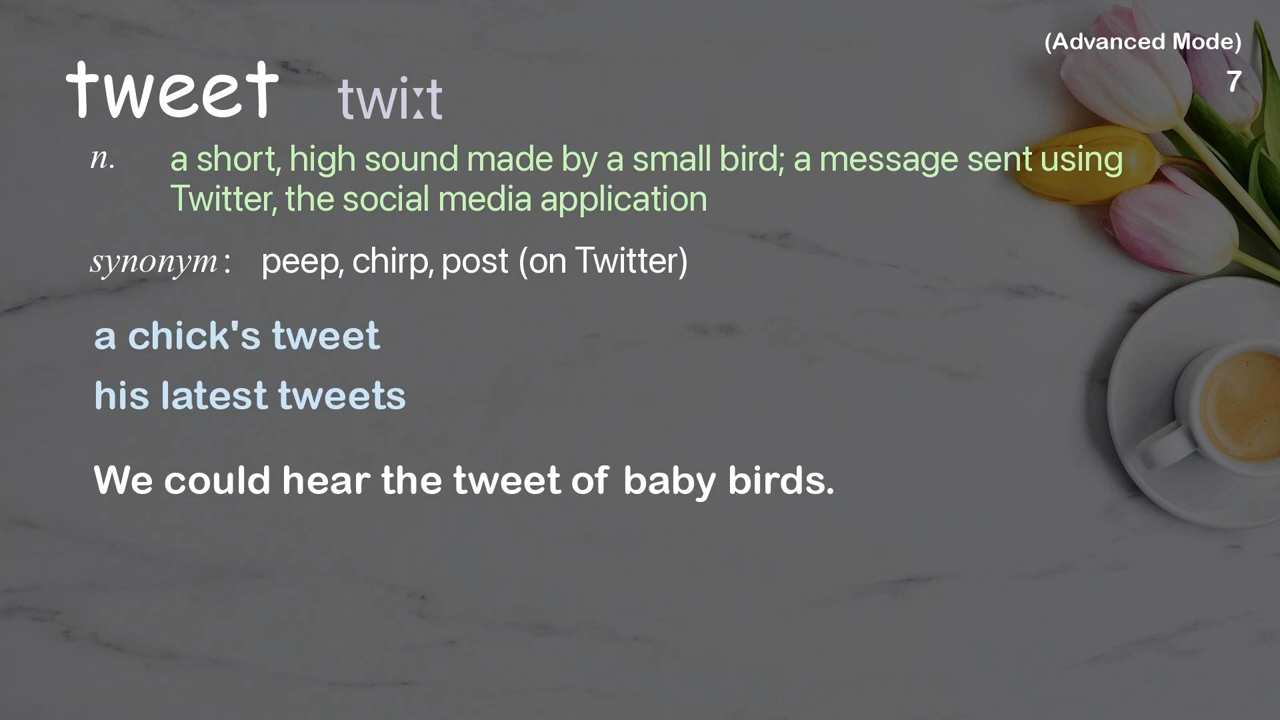 (Advanced Mode)
7
tweet twiːt
n. a short, high sound made by a small bird; a message sent using
Twitter, the social media application
synonym : peep, chirp, post (on Twitter)
a chick's tweet
his latest tweets
We could hear the tweet of baby birds.